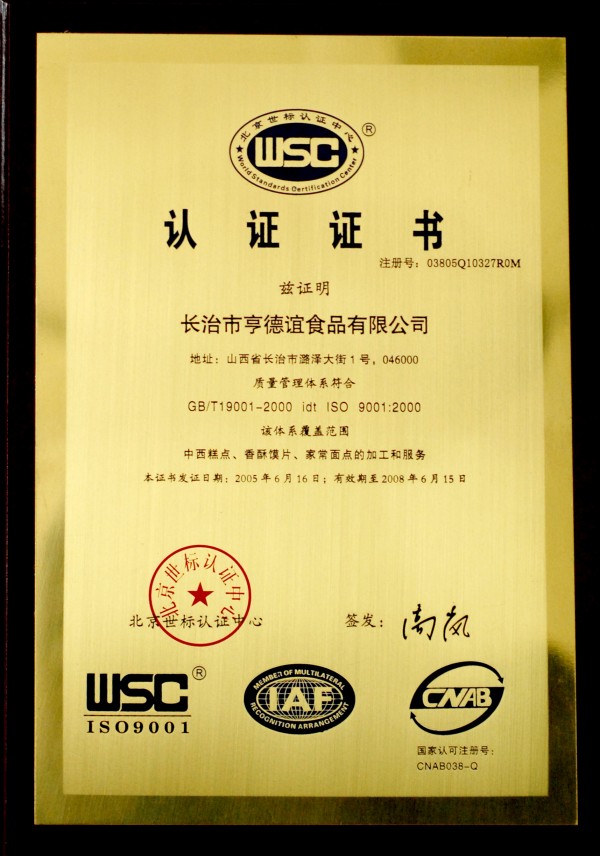 北京世标认证中心
WSC
®
World Standards Certification Center
认证证书
注册号：03805Q10327R0M
兹证明
长治市亨德谊食品有限公司
地址：山西省长治市潞泽大街1号，046000
质量管理体系符合
GB/T19001-2000 idt ISO 9001:2000
该体系覆盖范围
中西糕点、香酥馍片、家常面点的加工和服务
本证书发证日期：2005年6月16日；有效期至2008年6月15日
北京世标认证中心
北京世标认证中心
签发：
WSC
®
ISO9001
MEMBER OF MULTILATERAL
IAF
RECOGNITION ARRANGEMENT
CNAB
国家认可注册号：
CNAB038-Q